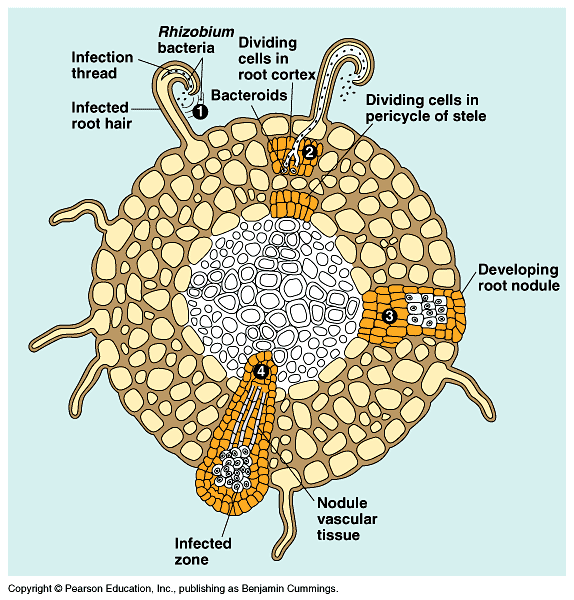 Rhizobium
bacteria
Infection
thread
Infected
root hair
1
Dividing
cells in
root cortex
Bacteroids
2
Dividing cells in
pericycle of stele
Developing
root nodule
3
4
Nodule
vascular
tissue
Infected
zone
Copyright © Pearson Education, Inc., publishing as Benjamin Cummings.